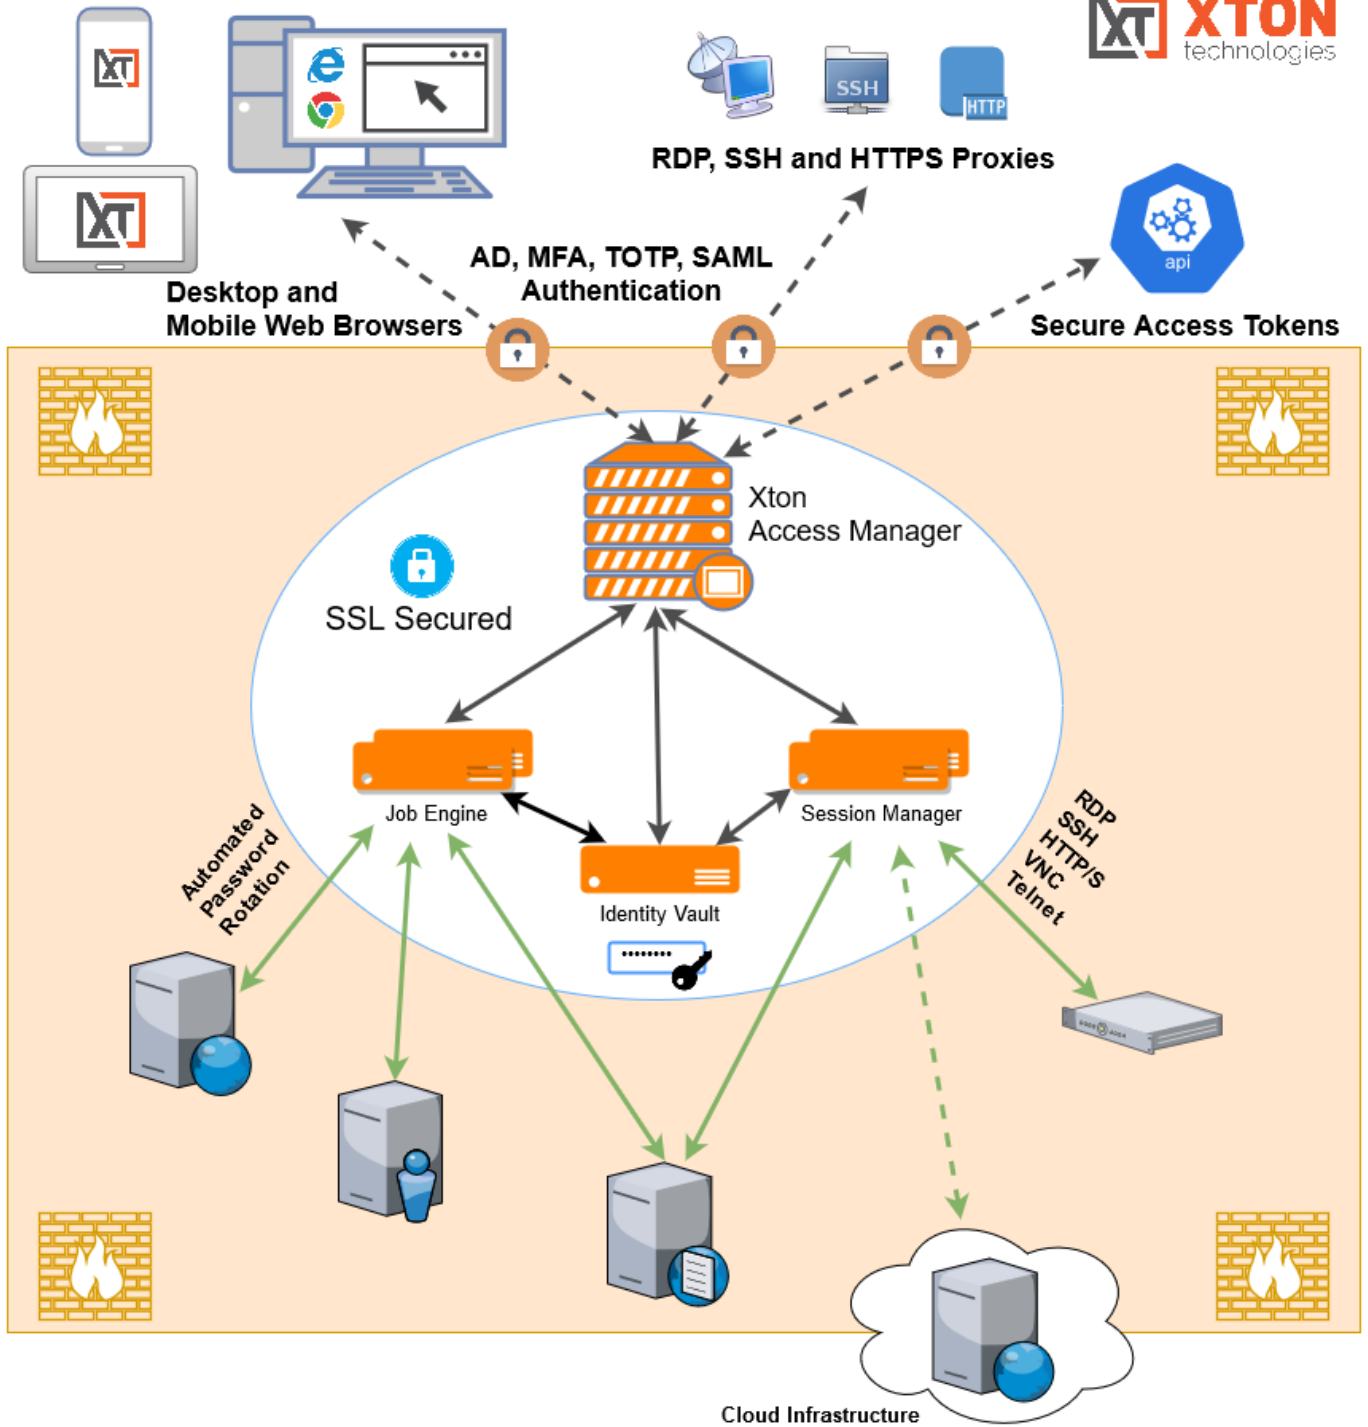 XT
XTON
technologies
XT
XT
SSH
HTTP
RDP, SSH and HTTPS Proxies
api
AD, MFA, TOTP, SAML
Authentication
Desktop and
Mobile Web Browsers
Secure Access Tokens
Xton
Access Manager
SSL Secured
Job Engine
Session Manager
Automated
Password
Rotation
RDP
SSH
HTTP/S
VNC
Telnet
Identity Vault
Cloud Infrastructure